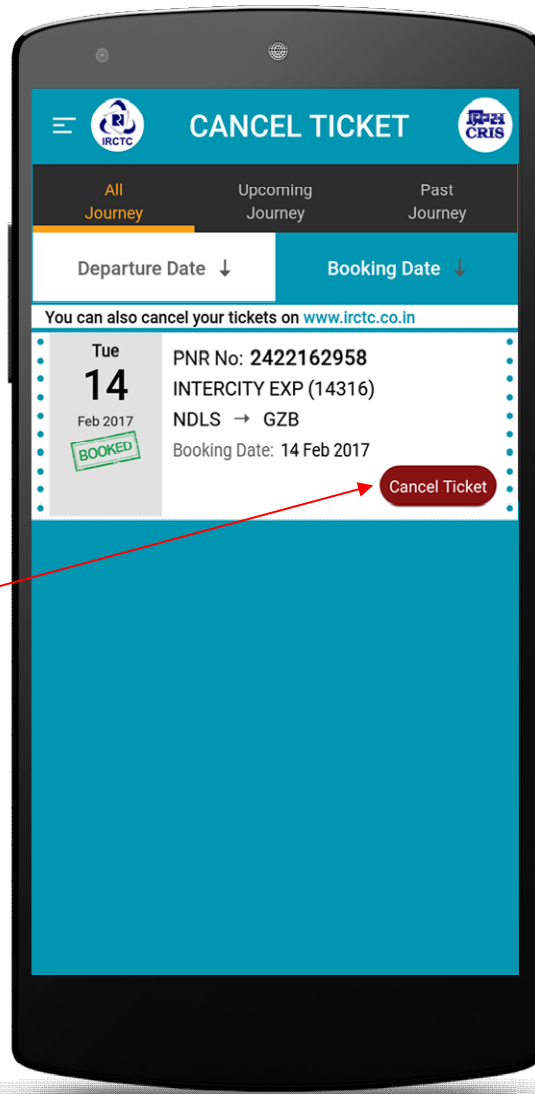 IRCTC
CANCEL TICKET
क्रिस
CRIS
All
Journey
Upcoming
Journey
Past
Journey
Departure Date ↓
Booking Date ↓
You can also cancel your tickets on www.irctc.co.in
Tue
14
Feb 2017
BOOKED
PNR No: 2422162958
INTERCITY EXP (14316)
NDLS → GZB
Booking Date: 14 Feb 2017
Cancel Ticket